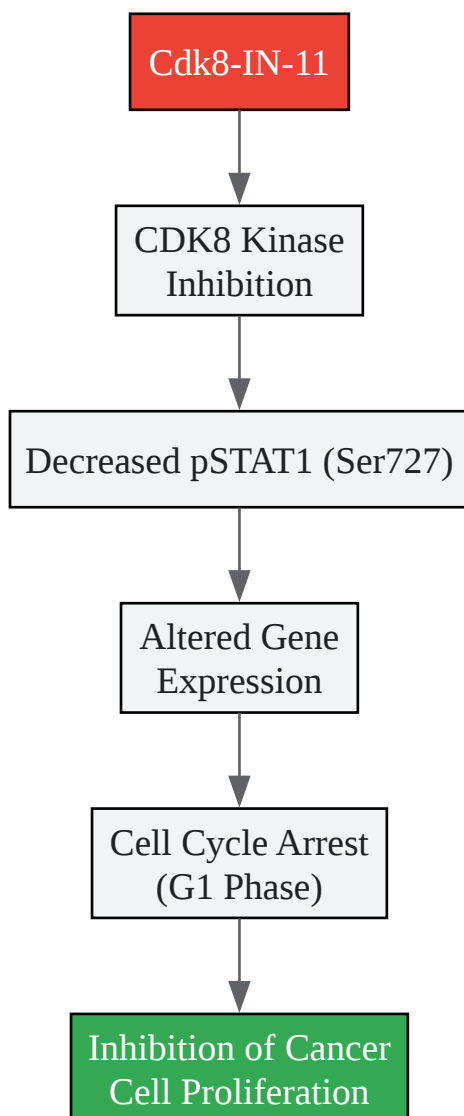 Cdk8-IN-11
CDK8 Kinase
Inhibition
Decreased pSTAT1 (Ser727)
Altered Gene
Expression
Cell Cycle Arrest
(G1 Phase)
Inhibition of Cancer
Cell Proliferation